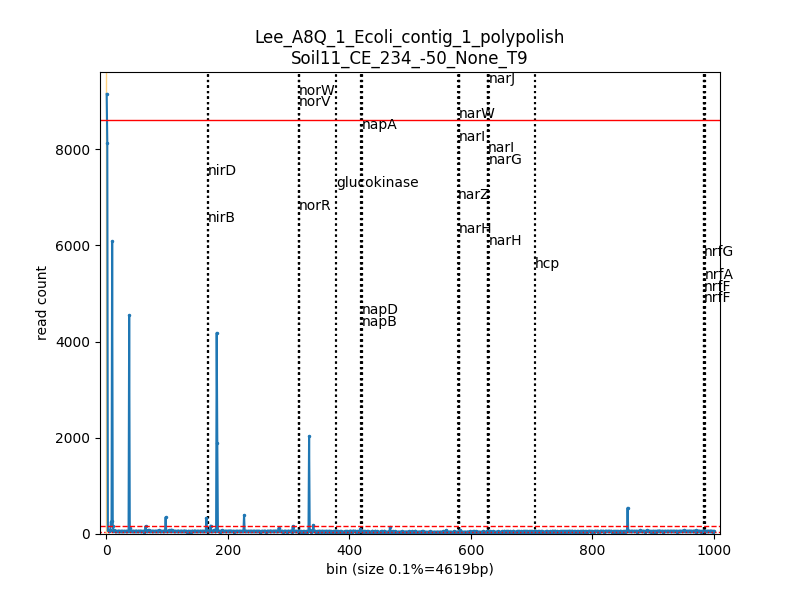 Lee_A8Q_1_Ecoli_contig_1_polypolish
Soil11_CE_234_-50_None_T9
narJ
norW
norV
narW
napA
narI
8000
narI
narG
nirD
glucokinase
narZ
norR
nirB
narH
narH
6000
nrfG
hcp
nrfA
nrfF
nrfF
napD
napB
4000
2000
0
read count
0
200
400
600
800
1000
bin (size 0.1%=4619bp)